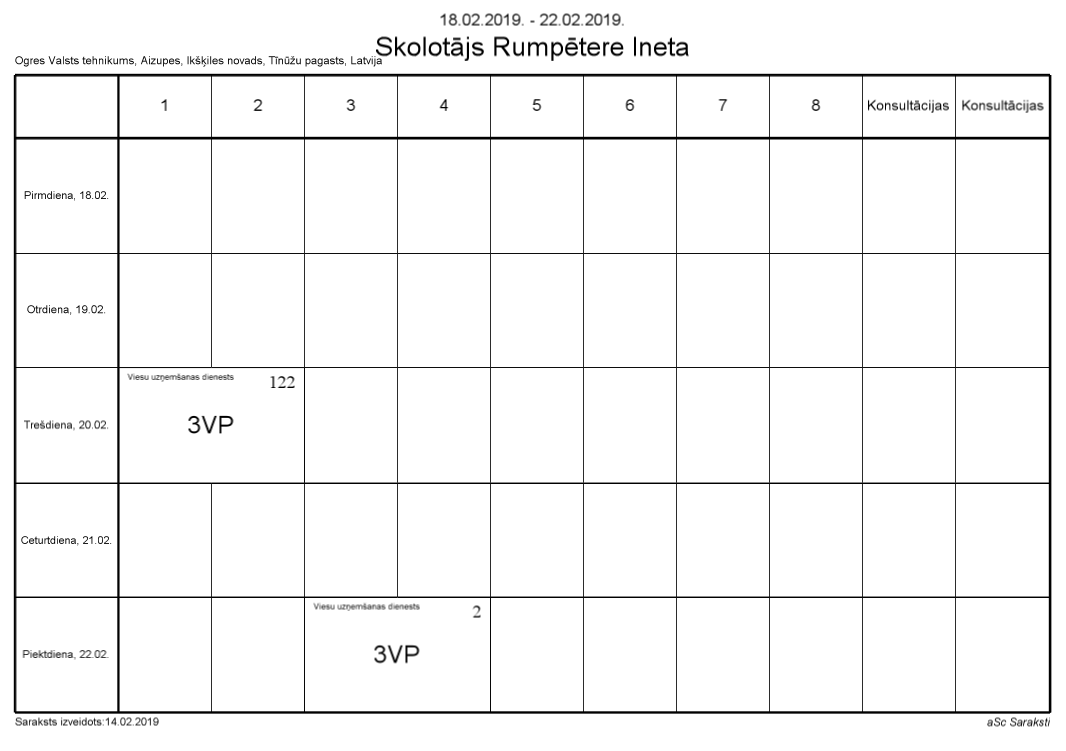 18.02.2019. - 22.02.2019.
Skolotājs Rumpētere Ineta
Ogres Valsts tehnikums, Aizupes, Ikšķiles novads, Tīnūžu pagasts, Latvija
1 2 3 4 5 6 7 8 Konsultācijas Konsultācijas
Pirmdiena, 18.02.
Otrdiena, 19.02.
Viesu uzņemšanas dienests 122
Trešdiena, 20.02. 3VP
Ceturtdiena, 21.02.
Viesu uzņemšanas dienests 2
Piektdiena, 22.02. 3VP
Saraksts izveidots:14.02.2019 aSc Saraksti